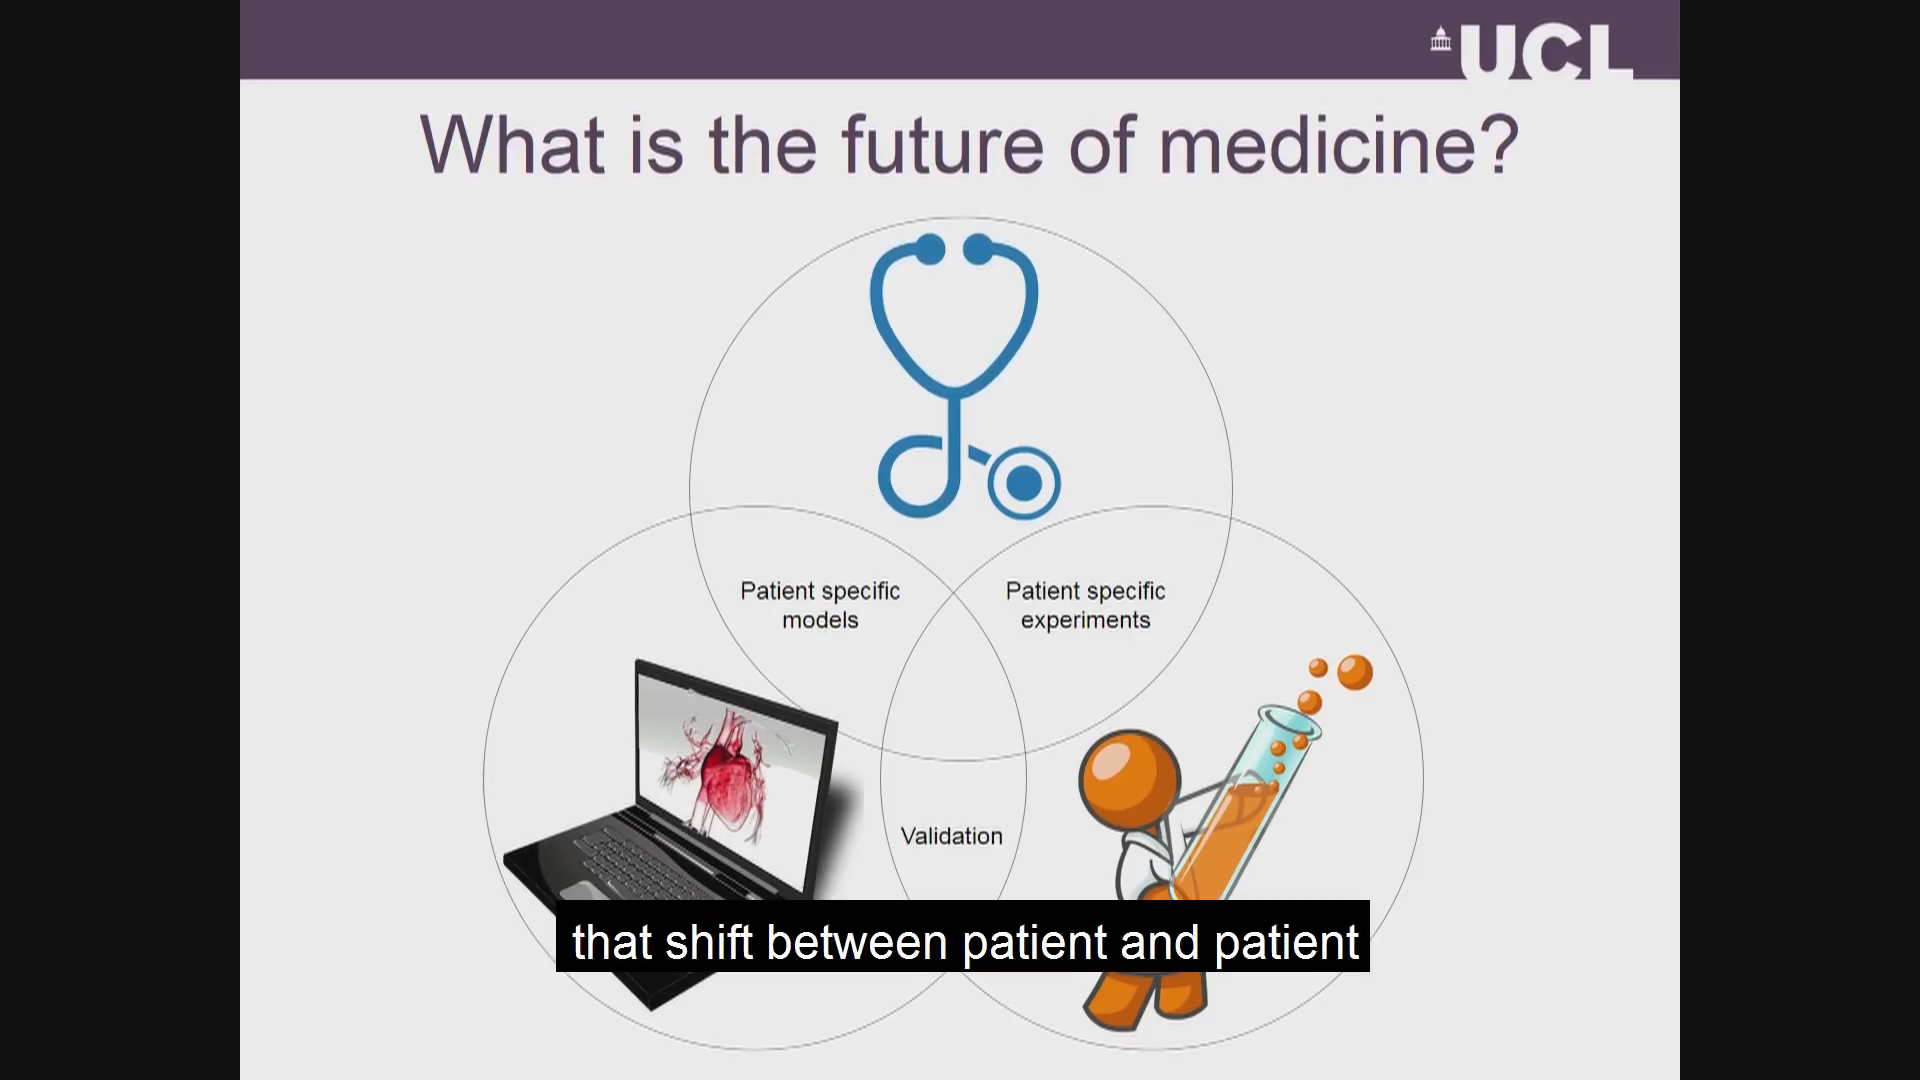 UCL
What is the future of medicine?
Patient specific
models
Patient specific
experiments
Validation
that shift between patient and patient